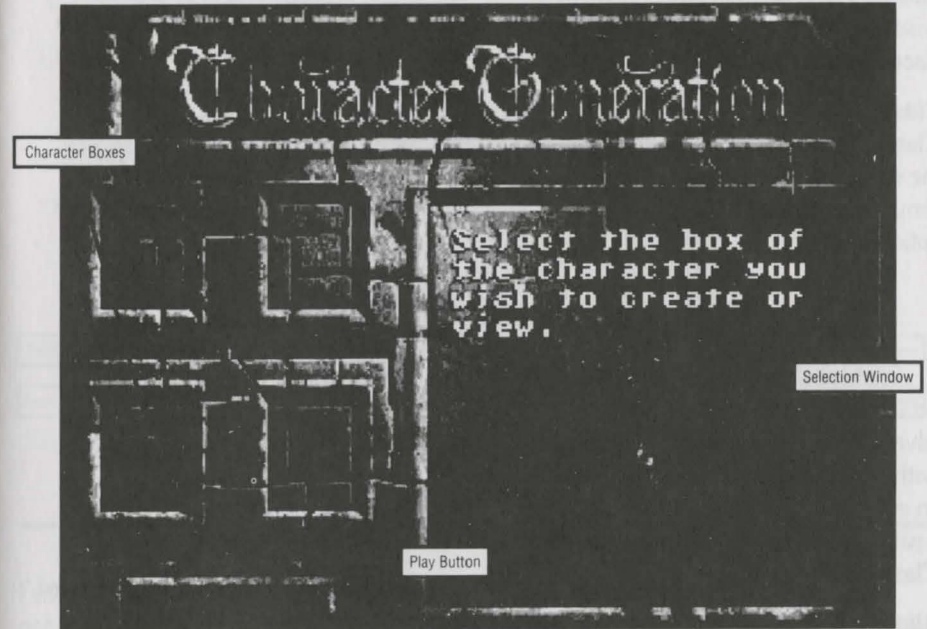 Character Generation
Character Boxes
Select the box of
the character you
wish to create or
view.
Selection Window
Play Button